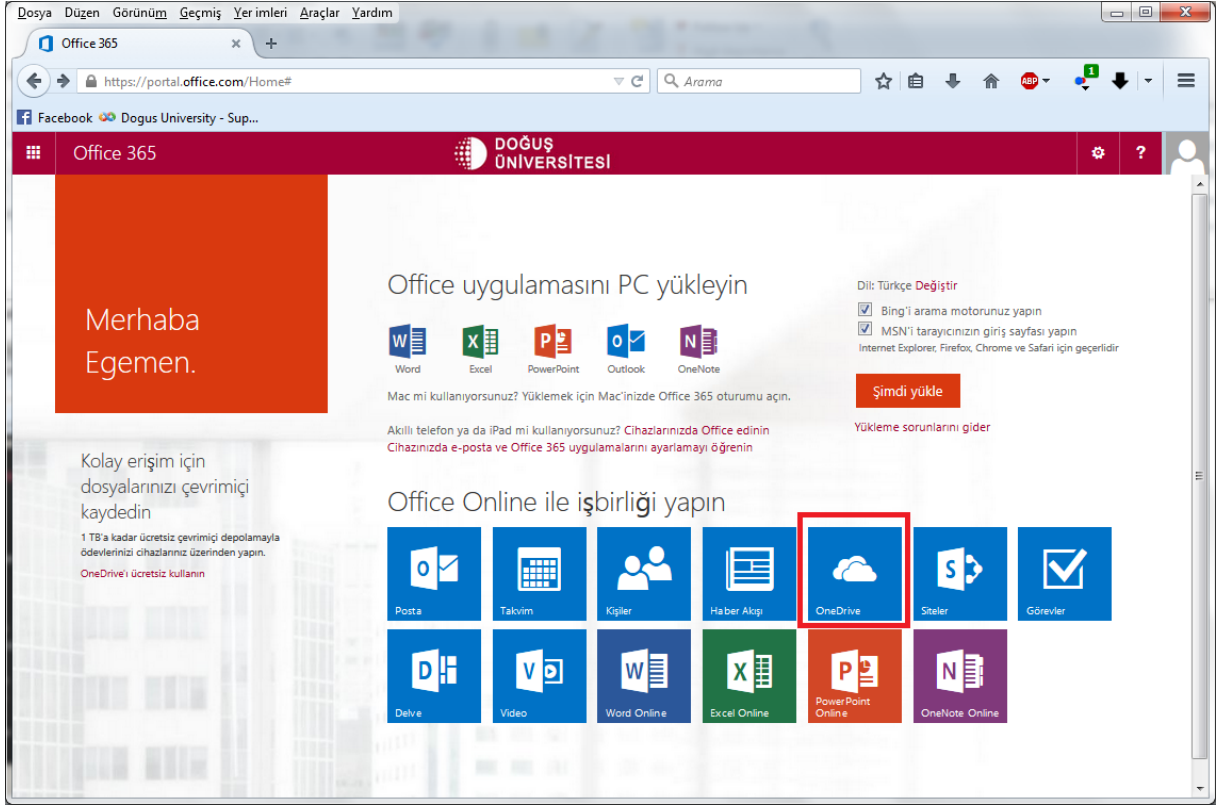 Dosya Düzen Görünüm Geçmiş Yer imleri Araçlar Yardım
Office 365
https://portal.office.com/Home#
Arama
ABP
1
Facebook Dogus University - Sup...
Office 365
DOĞUŞ
ÜNİVERSİTESİ
?
Merhaba
Egemen.
Kolay erişim için
dosyalarınızı çevrimiçi
kaydedin
1 TB'a kadar ücretsiz çevrimiçi depolamayla
ödevlerinizi cihazlarınız üzerinden yapın.
OneDrive'ı ücretsiz kullanın
Office uygulamasını PC yükleyin
Word Excel PowerPoint Outlook OneNote
Mac mi kullanıyorsunuz? Yüklemek için Mac'inizde Office 365 oturumu açın.
Akıllı telefon ya da iPad mi kullanıyorsunuz? Cihazlarınızda Office edinin
Cihazınızda e-posta ve Office 365 uygulamalarını ayarlamayı öğrenin
Dil: Türkçe Değiştir
Bing'i arama motorunuz yapın
MSN'i tarayıcınızın giriş sayfası yapın
Internet Explorer, Firefox, Chrome ve Safari için geçerlidir
Şimdi yükle
Yükleme sorunlarını gider
Office Online ile işbirliği yapın
Posta Takvim Kişiler Haber Akışı OneDrive Siteler Görevler
Delve Video Word Online Excel Online PowerPoint Online OneNote Online